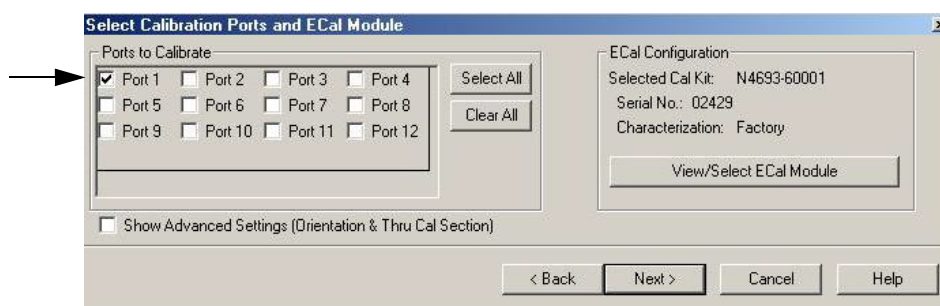 Select Calibration Ports and ECal Module
Ports to Calibrate
Port 1 Port 2 Port 3 Port 4
Port 5 Port 6 Port 7 Port 8
Port 9 Port 10 Port 11 Port 12
Select All
Clear All
ECal Configuration
Selected Cal Kit: N4693-60001
Serial No.: 02429
Characterization: Factory
View/Select ECal Module
Show Advanced Settings (Orientation & Thru Cal Section)
< Back Next > Cancel Help